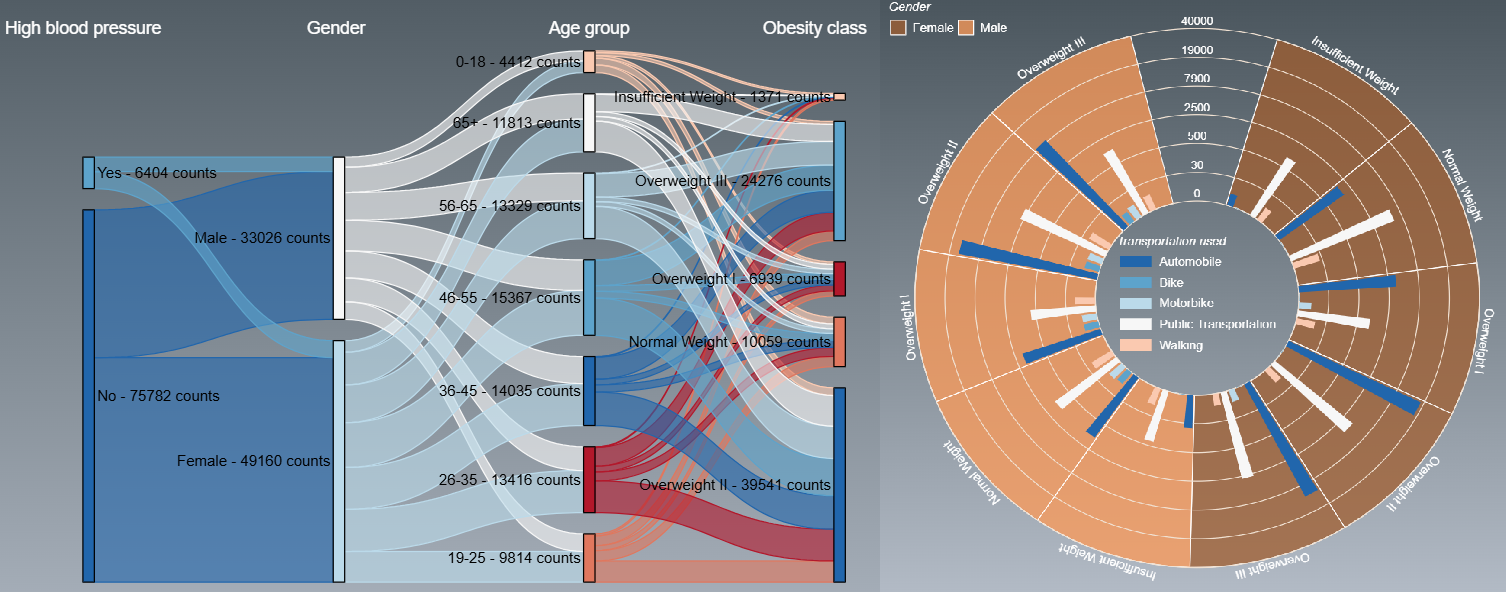 High blood pressure
Gender
Age group
Obesity class
Yes - 6404 counts
No - 75782 counts
Male - 33026 counts
Female - 49160 counts
0-18 - 4412 counts
65+ - 11813 counts
56-65 - 13329 counts
46-55 - 15367 counts
36-45 - 14035 counts
26-35 - 13416 counts
19-25 - 9814 counts
Insufficient Weight - 1371 counts
Overweight III - 24276 counts
Overweight I - 6939 counts
Normal Weight - 10059 counts
Overweight II - 39541 counts
Gender
Female
Male
40000
19000
7900
2500
500
30
0
Insufficient Weight
Normal Weight
Overweight I
Overweight II
Overweight III
Insufficient Weight
Normal Weight
Overweight I
Overweight II
Overweight III
Transportation used
Automobile
Bike
Motorbike
Public Transportation
Walking